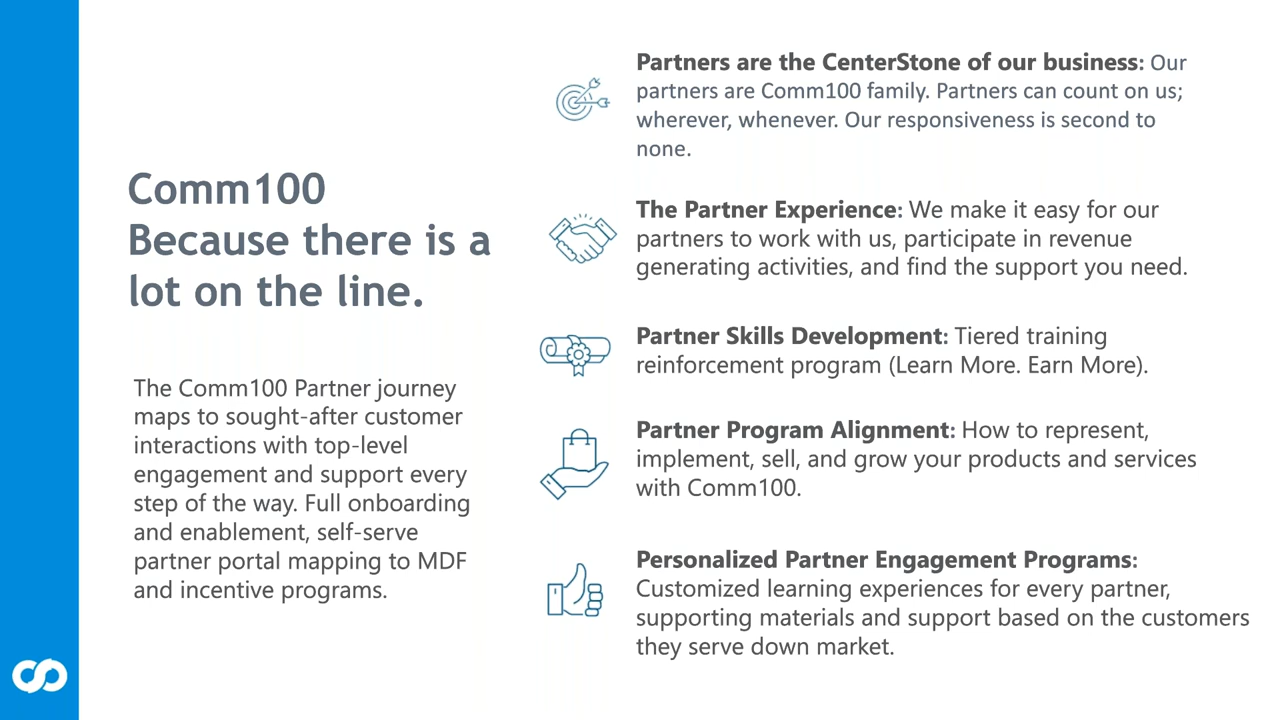 Comm100
Because there is a
lot on the line.
The Comm100 Partner journey
maps to sought-after customer
interactions with top-level
engagement and support every
step of the way. Full onboarding
and enablement, self-serve
partner portal mapping to MDF
and incentive programs.
Partners are the CenterStone of our business: Our
partners are Comm100 family. Partners can count on us;
wherever, whenever. Our responsiveness is second to
none.
The Partner Experience: We make it easy for our
partners to work with us, participate in revenue
generating activities, and find the support you need.
Partner Skills Development: Tiered training
reinforcement program (Learn More. Earn More).
Partner Program Alignment: How to represent,
implement, sell, and grow your products and services
with Comm100.
Personalized Partner Engagement Programs:
Customized learning experiences for every partner,
supporting materials and support based on the customers
they serve down market.